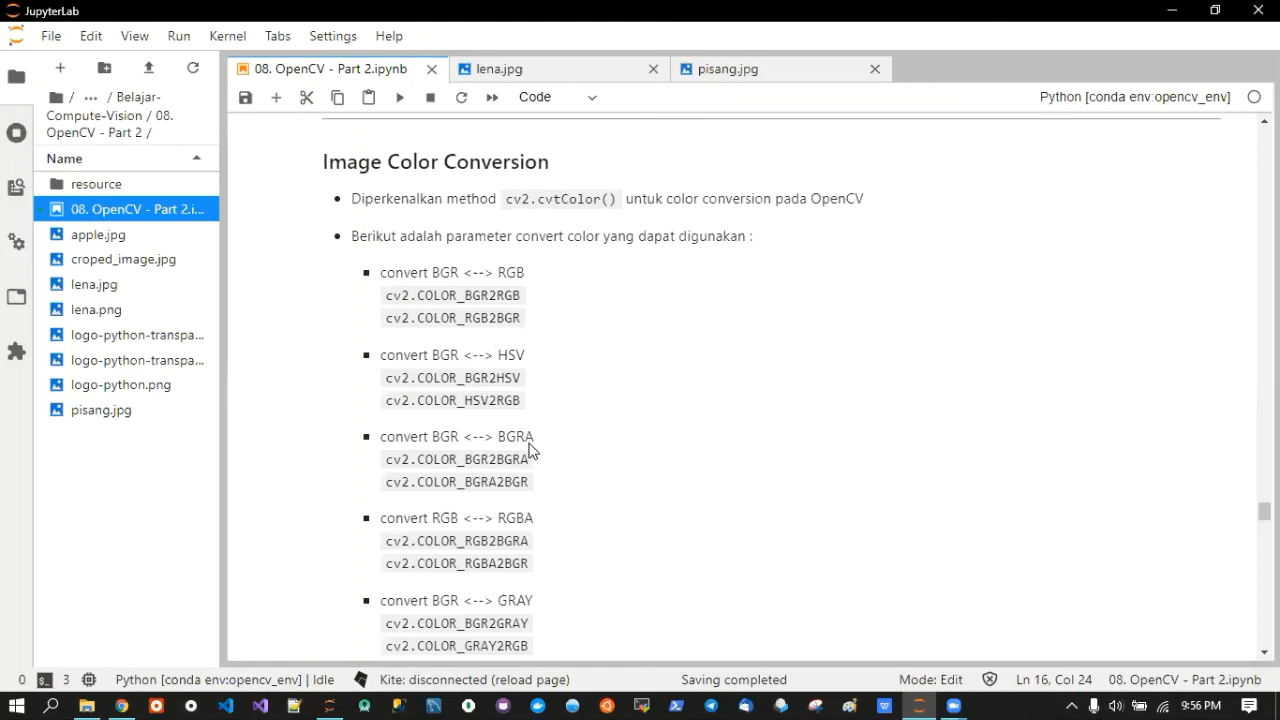 JupyterLab
File Edit View Run Kernel Tabs Settings Help
08. OpenCV - Part 2.ipynb
lena.jpg
pisang.jpg
Code
Python [conda env:opencv_env]
/ ... / Belajar-
Compute-Vision / 08.
OpenCV - Part 2 /
Name
resource
08. OpenCV - Part 2.i...
apple.jpg
croped_image.jpg
lena.jpg
lena.png
logo-python-transpa...
logo-python-transpa...
logo-python.png
pisang.jpg
Image Color Conversion
• Diperkenalkan method cv2.cvtColor() untuk color conversion pada OpenCV
• Berikut adalah parameter convert color yang dapat digunakan :
▪ convert BGR <--> RGB
cv2.COLOR_BGR2RGB
cv2.COLOR_RGB2BGR
▪ convert BGR <--> HSV
cv2.COLOR_BGR2HSV
cv2.COLOR_HSV2RGB
▪ convert BGR <--> BGRA
cv2.COLOR_BGR2BGRA
cv2.COLOR_BGRA2BGR
▪ convert RGB <--> RGBA
cv2.COLOR_RGB2BGRA
cv2.COLOR_RGBA2BGR
▪ convert BGR <--> GRAY
cv2.COLOR_BGR2GRAY
cv2.COLOR_GRAY2RGB
0 3 Python [conda env:opencv_env] | Idle Kite: disconnected (reload page) Saving completed Mode: Edit Ln 16, Col 24 08. OpenCV - Part 2.ipynb
9:56 PM